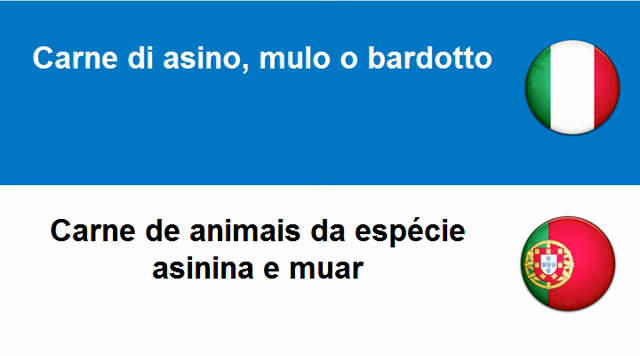 Carne di asino, mulo o bardotto
Carne de animais da espécie
asinina e muar